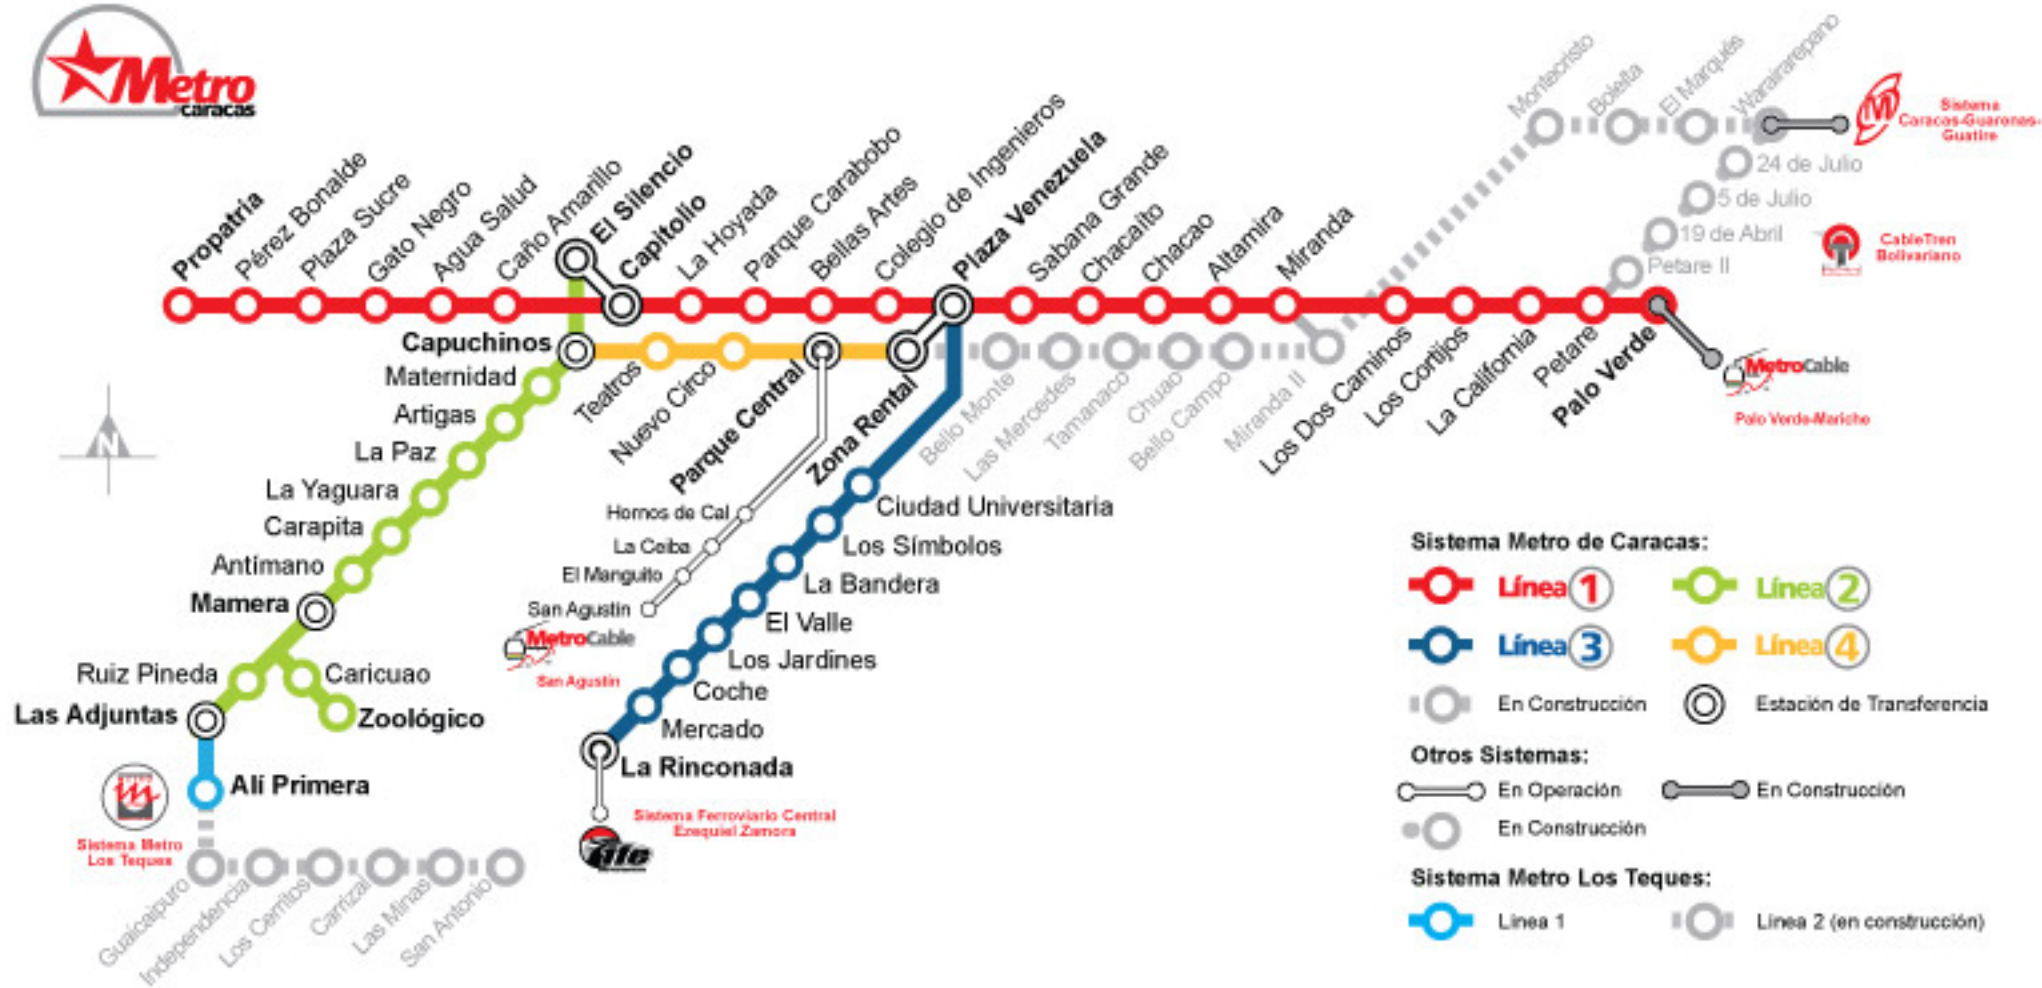 Metro
caracas
Propatria
Pérez Bonalde
Plaza Sucre
Gato Negro
Agua Salud
Caño Amarillo
El Silencio
Capitolio
La Hoyada
Parque Carabobo
Bellas Artes
Colegio de Ingenieros
Plaza Venezuela
Sabana Grande
Chacaíto
Chacao
Altamira
Miranda
Montecristo
Boleíta
El Marqués
Warairarepano
Sistema
Caracas-Guarenas-
Guatire
24 de Julio
5 de Julio
19 de Abril
Petare II
CableTren
Bolivariano
Los Dos Caminos
Los Cortijos
La California
Petare
Palo Verde
MetroCable
Palo Verde-Mariche
Capuchinos
Maternidad
Artigas
La Paz
La Yaguara
Carapita
Antímano
Mamera
Ruiz Pineda
Caricuao
Las Adjuntas
Zoológico
Teatros
Nuevo Circo
Parque Central
Zona Rental
Bello Monte
Las Mercedes
Tamanaco
Chuao
Bello Campo
Miranda II
N
Hornos de Cal
La Ceiba
El Manguito
San Agustín
MetroCable
San Agustín
Ciudad Universitaria
Los Símbolos
La Bandera
El Valle
Los Jardines
Coche
Mercado
La Rinconada
Sistema Ferroviario Central
Ezequiel Zamora
ife
Alí Primera
Sistema Metro
Los Teques
Guaicaipuro
Independencia
Los Cerritos
Carrizal
Las Minas
San Antonio
Sistema Metro de Caracas:
Línea 1
Línea 2
Línea 3
Línea 4
En Construcción
Estación de Transferencia
Otros Sistemas:
En Operación
En Construcción
En Construcción
Sistema Metro Los Teques:
Línea 1
Línea 2 (en construcción)